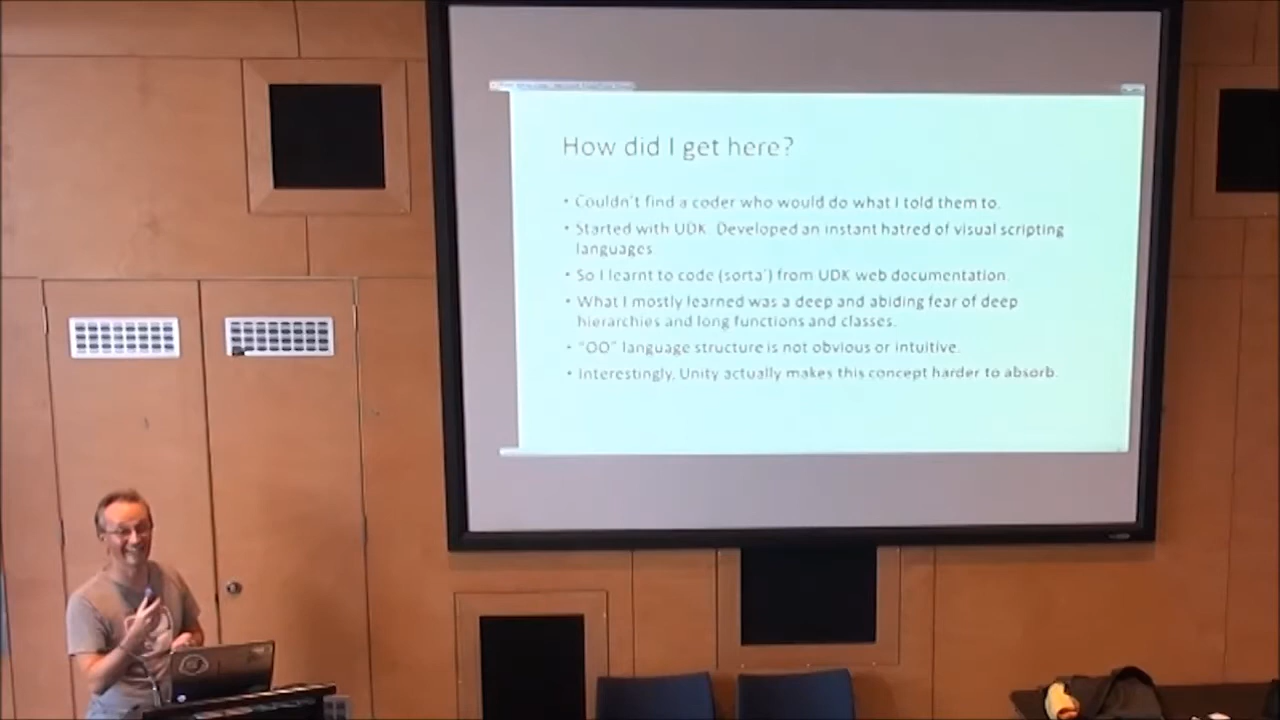 How did I get here?
• Couldn't find a coder who would do what I told them to.
• Started with UDK. Developed an instant hatred of visual scripting
languages.
• So I learnt to code (sorta') from UDK web documentation.
• What I mostly learned was a deep and abiding fear of deep
hierarchies and long functions and classes.
• "OO" language structure is not obvious or intuitive.
• Interestingly, Unity actually makes this concept harder to absorb.